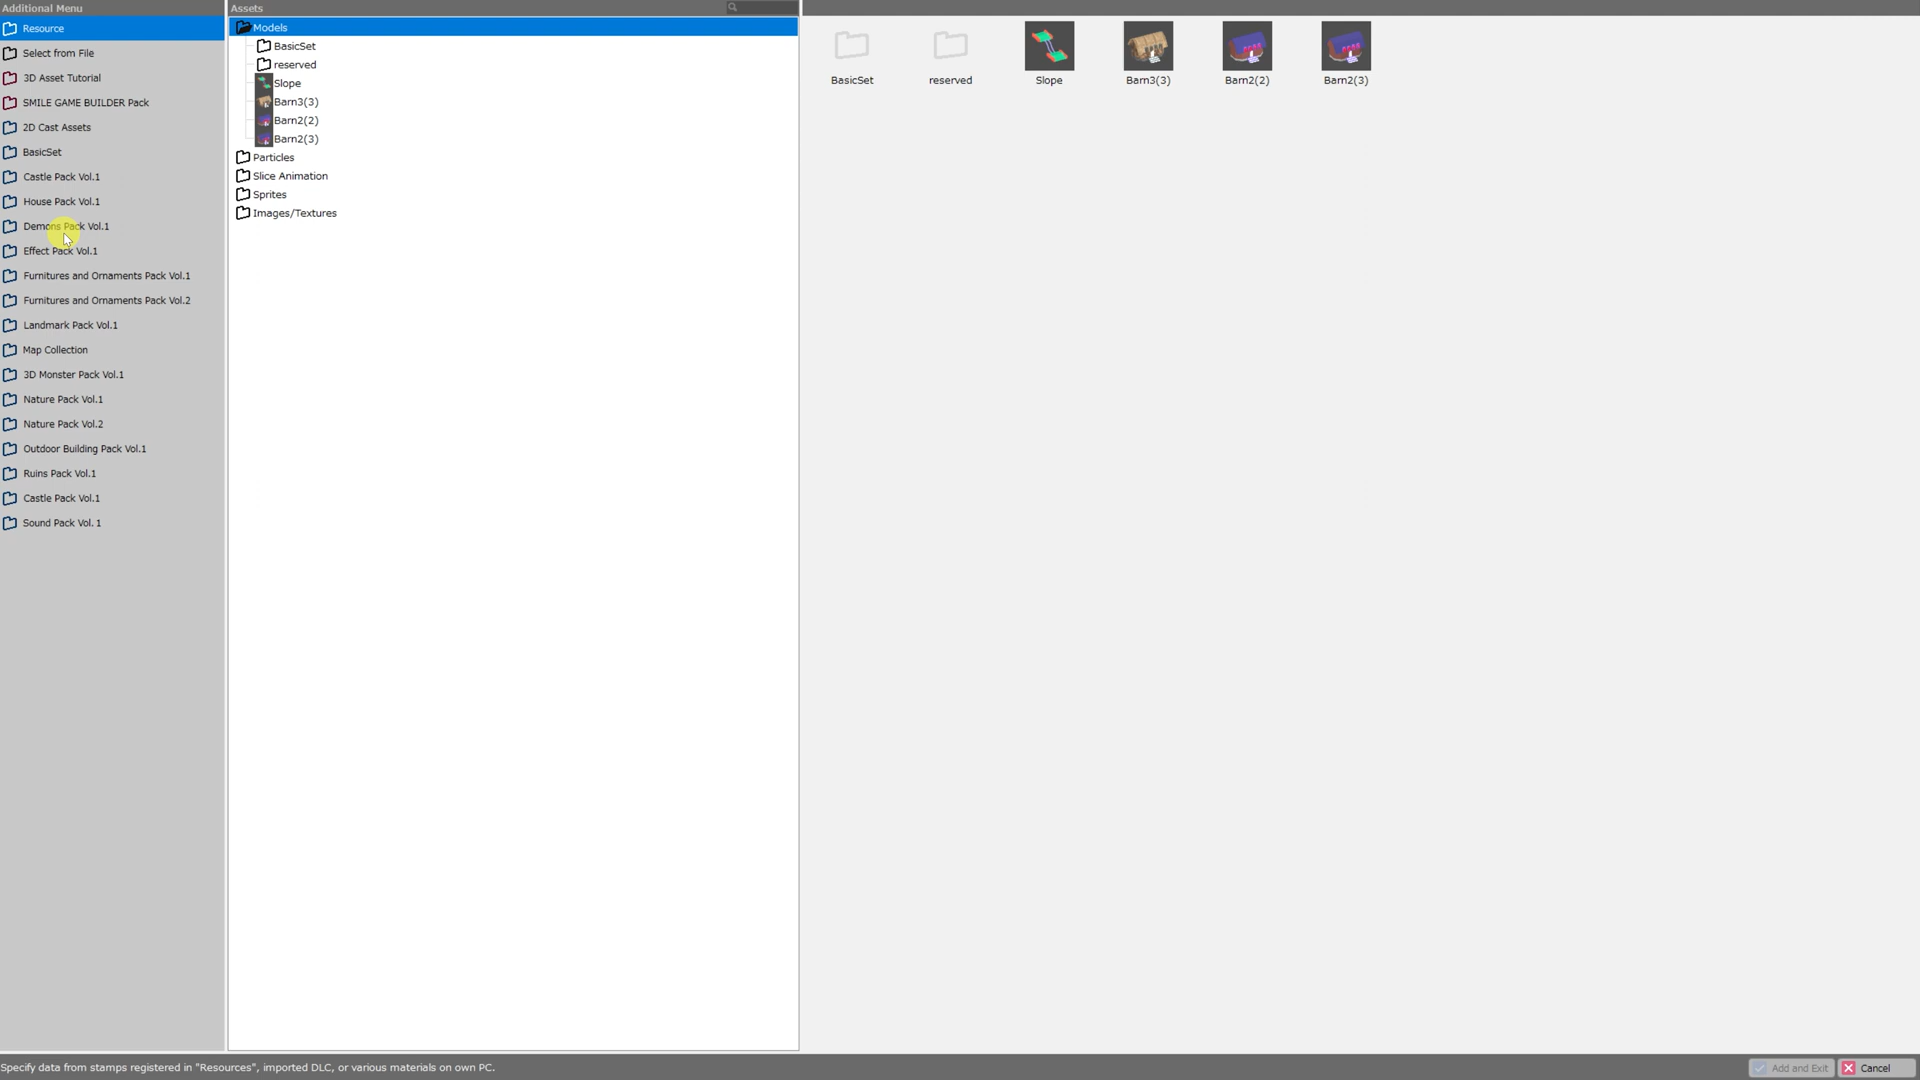 Additional Menu
Resource
Select from File
3D Asset Tutorial
SMILE GAME BUILDER Pack
2D Cast Assets
BasicSet
Castle Pack Vol.1
House Pack Vol.1
Demons Pack Vol.1
Effect Pack Vol.1
Furnitures and Ornaments Pack Vol.1
Furnitures and Ornaments Pack Vol.2
Landmark Pack Vol.1
Map Collection
3D Monster Pack Vol.1
Nature Pack Vol.1
Nature Pack Vol.2
Outdoor Building Pack Vol.1
Ruins Pack Vol.1
Castle Pack Vol.1
Sound Pack Vol. 1
Assets
Models
BasicSet
reserved
Slope
Barn3(3)
Barn2(2)
Barn2(3)
Particles
Slice Animation
Sprites
Images/Textures
BasicSet
reserved
Slope
Barn3(3)
Barn2(2)
Barn2(3)
Specify data from stamps registered in "Resources", imported DLC, or various materials on own PC.
Add and Exit
Cancel